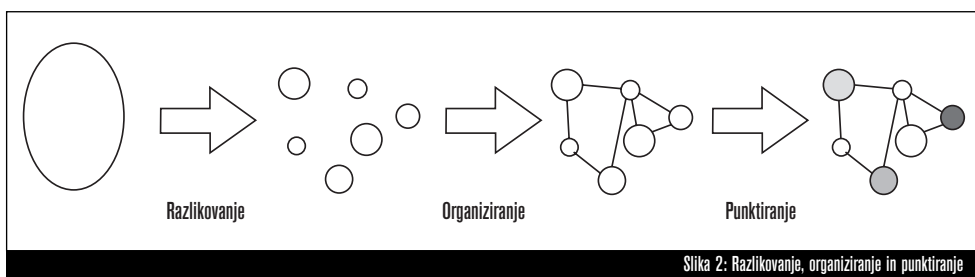 Razlikovanje
Organiziranje
Punktiranje
Slika 2: Razlikovanje, organiziranje in punktiranje